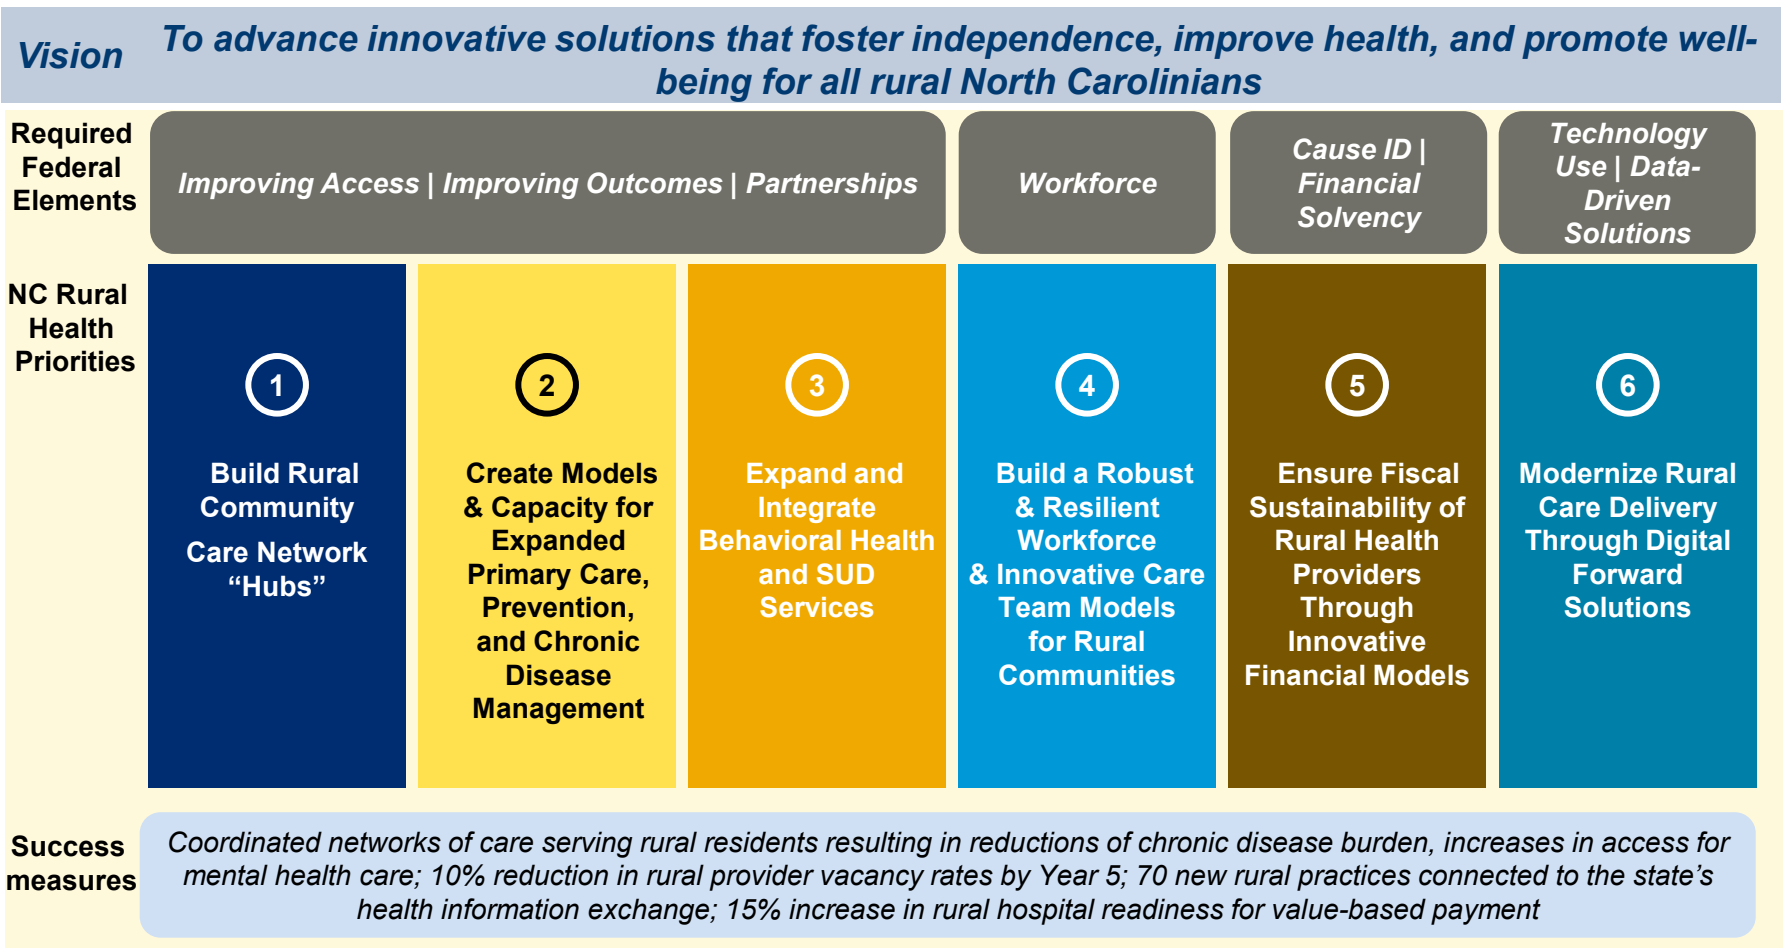 Vision
To advance innovative solutions that foster independence, improve health, and promote well-
being for all rural North Carolinians
Required
Federal
Elements
Improving Access | Improving Outcomes | Partnerships
Workforce
Cause ID |
Financial
Solvency
Technology
Use | Data-
Driven
Solutions
NC Rural
Health
Priorities
1
Build Rural
Community
Care Network
“Hubs”
2
Create Models
& Capacity for
Expanded
Primary Care,
Prevention,
and Chronic
Disease
Management
3
Expand and
Integrate
Behavioral Health
and SUD
Services
4
Build a Robust
& Resilient
Workforce
& Innovative Care
Team Models
for Rural
Communities
5
Ensure Fiscal
Sustainability of
Rural Health
Providers
Through
Innovative
Financial Models
6
Modernize Rural
Care Delivery
Through Digital
Forward
Solutions
Success
measures
Coordinated networks of care serving rural residents resulting in reductions of chronic disease burden, increases in access for
mental health care; 10% reduction in rural provider vacancy rates by Year 5; 70 new rural practices connected to the state’s
health information exchange; 15% increase in rural hospital readiness for value-based payment